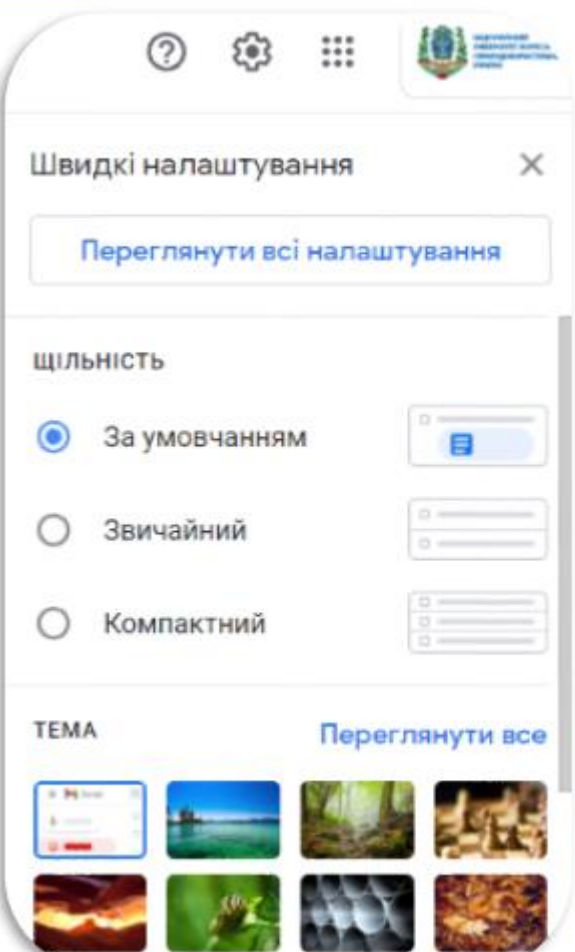 Швидкі налаштування
Переглянути всі налаштування
ЩІЛЬНІСТЬ
За умовчанням
Звичайний
Компактний
ТЕМА
Переглянути все